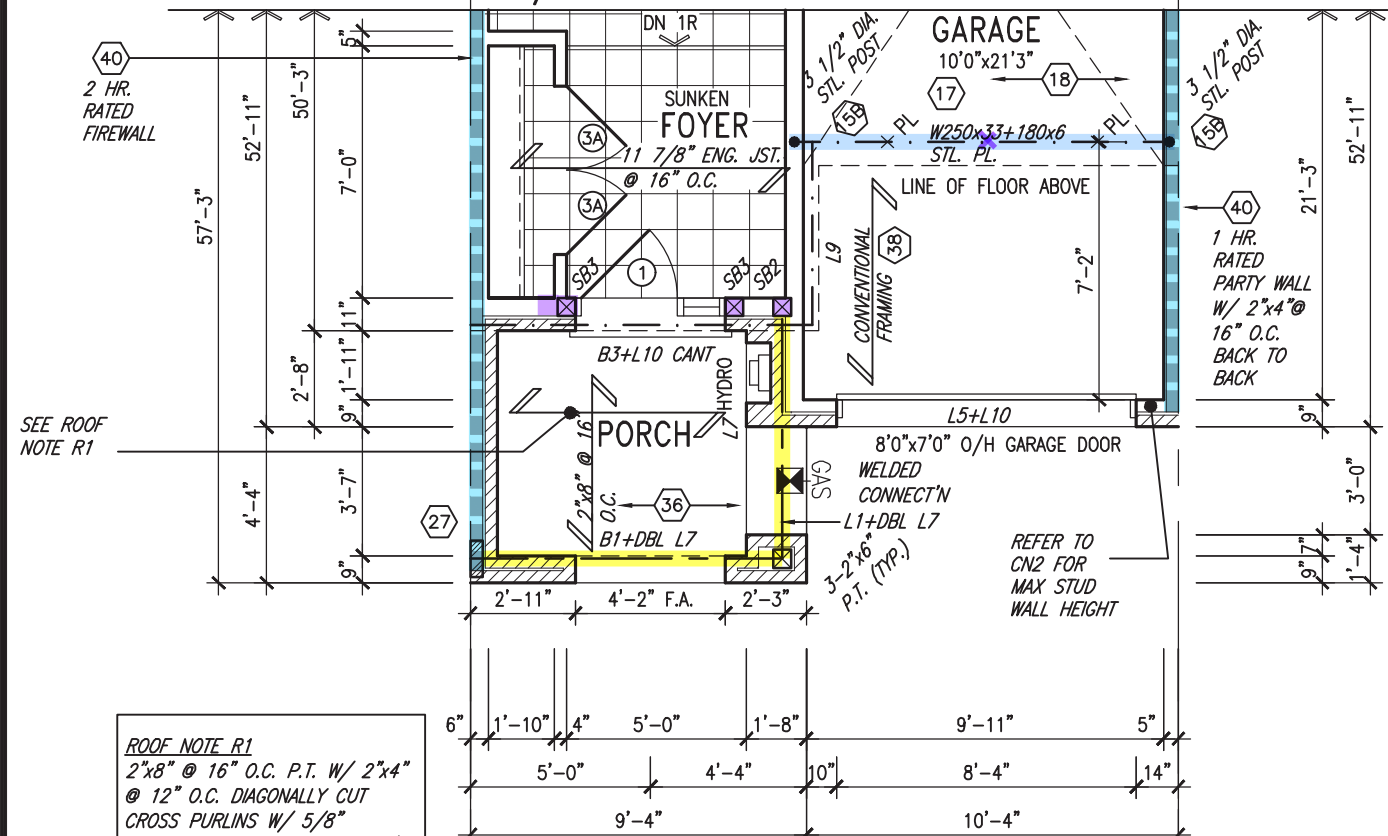 DN 1R
GARAGE
10'0"x21'3"
3 1/2" DIA.
STL. POST
3 1/2" DIA.
STL. POST
40
2 HR.
RATED
FIREWALL
5"
50'-3"
52'-11"
57'-3"
7'-0"
SUNKEN
FOYER
11 7/8" ENG. JST.
@ 16" O.C.
3A
3A
1
17
18
15B
15B
PL
PL
W250x33+180x6
STL. PL.
LINE OF FLOOR ABOVE
L9
CONVENTIONAL
FRAMING
38
7'-2"
21'-3"
52'-11"
40
1 HR.
RATED
PARTY WALL
W/ 2"x4"@
16" O.C.
BACK TO
BACK
SB3
SB3
SB2
11"
1'-11"
2'-8"
9"
B3+L10 CANT
HYDRO
L7
SEE ROOF
NOTE R1
PORCH
2"x8" @ 16"
O.C.
36
B1+DBL L7
L5+L10
8'0"x7'0" O/H GARAGE DOOR
GAS
WELDED
CONNECT'N
L1+DBL L7
3-2"x6"
P.T. (TYP.)
REFER TO
CN2 FOR
MAX STUD
WALL HEIGHT
27
4'-4"
3'-7"
9"
9"
3'-0"
7"
9"
1'-4"
2'-11"
4'-2" F.A.
2'-3"
6"
1'-10"
4"
5'-0"
1'-8"
9'-11"
5"
5'-0"
4'-4"
10"
8'-4"
14"
9'-4"
10'-4"
ROOF NOTE R1
2"x8" @ 16" O.C. P.T. W/ 2"x4"
@ 12" O.C. DIAGONALLY CUT
CROSS PURLINS W/ 5/8"